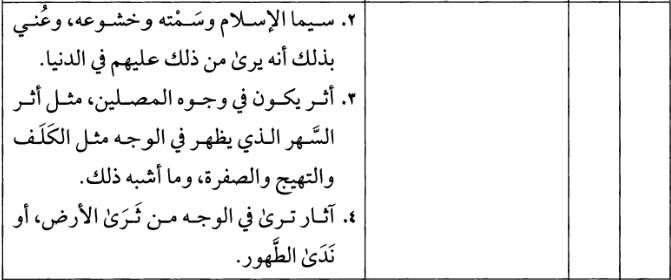 ٢. سيما الإسلام وسَمْته وخشوعه، وعُني
بذلك أنه يرىٰ من ذلك عليهم في الدنيا.
٣. أثر يكون في وجوه المصلين، مثل أثر
السَّهر الذي يظهر في الوجه مثل الكَلَف
والتهيج والصفرة، وما أشبه ذلك.
٤. آثار ترىٰ في الوجه من ثَرَىٰ الأرض، أو
نَدَىٰ الطَّهور.